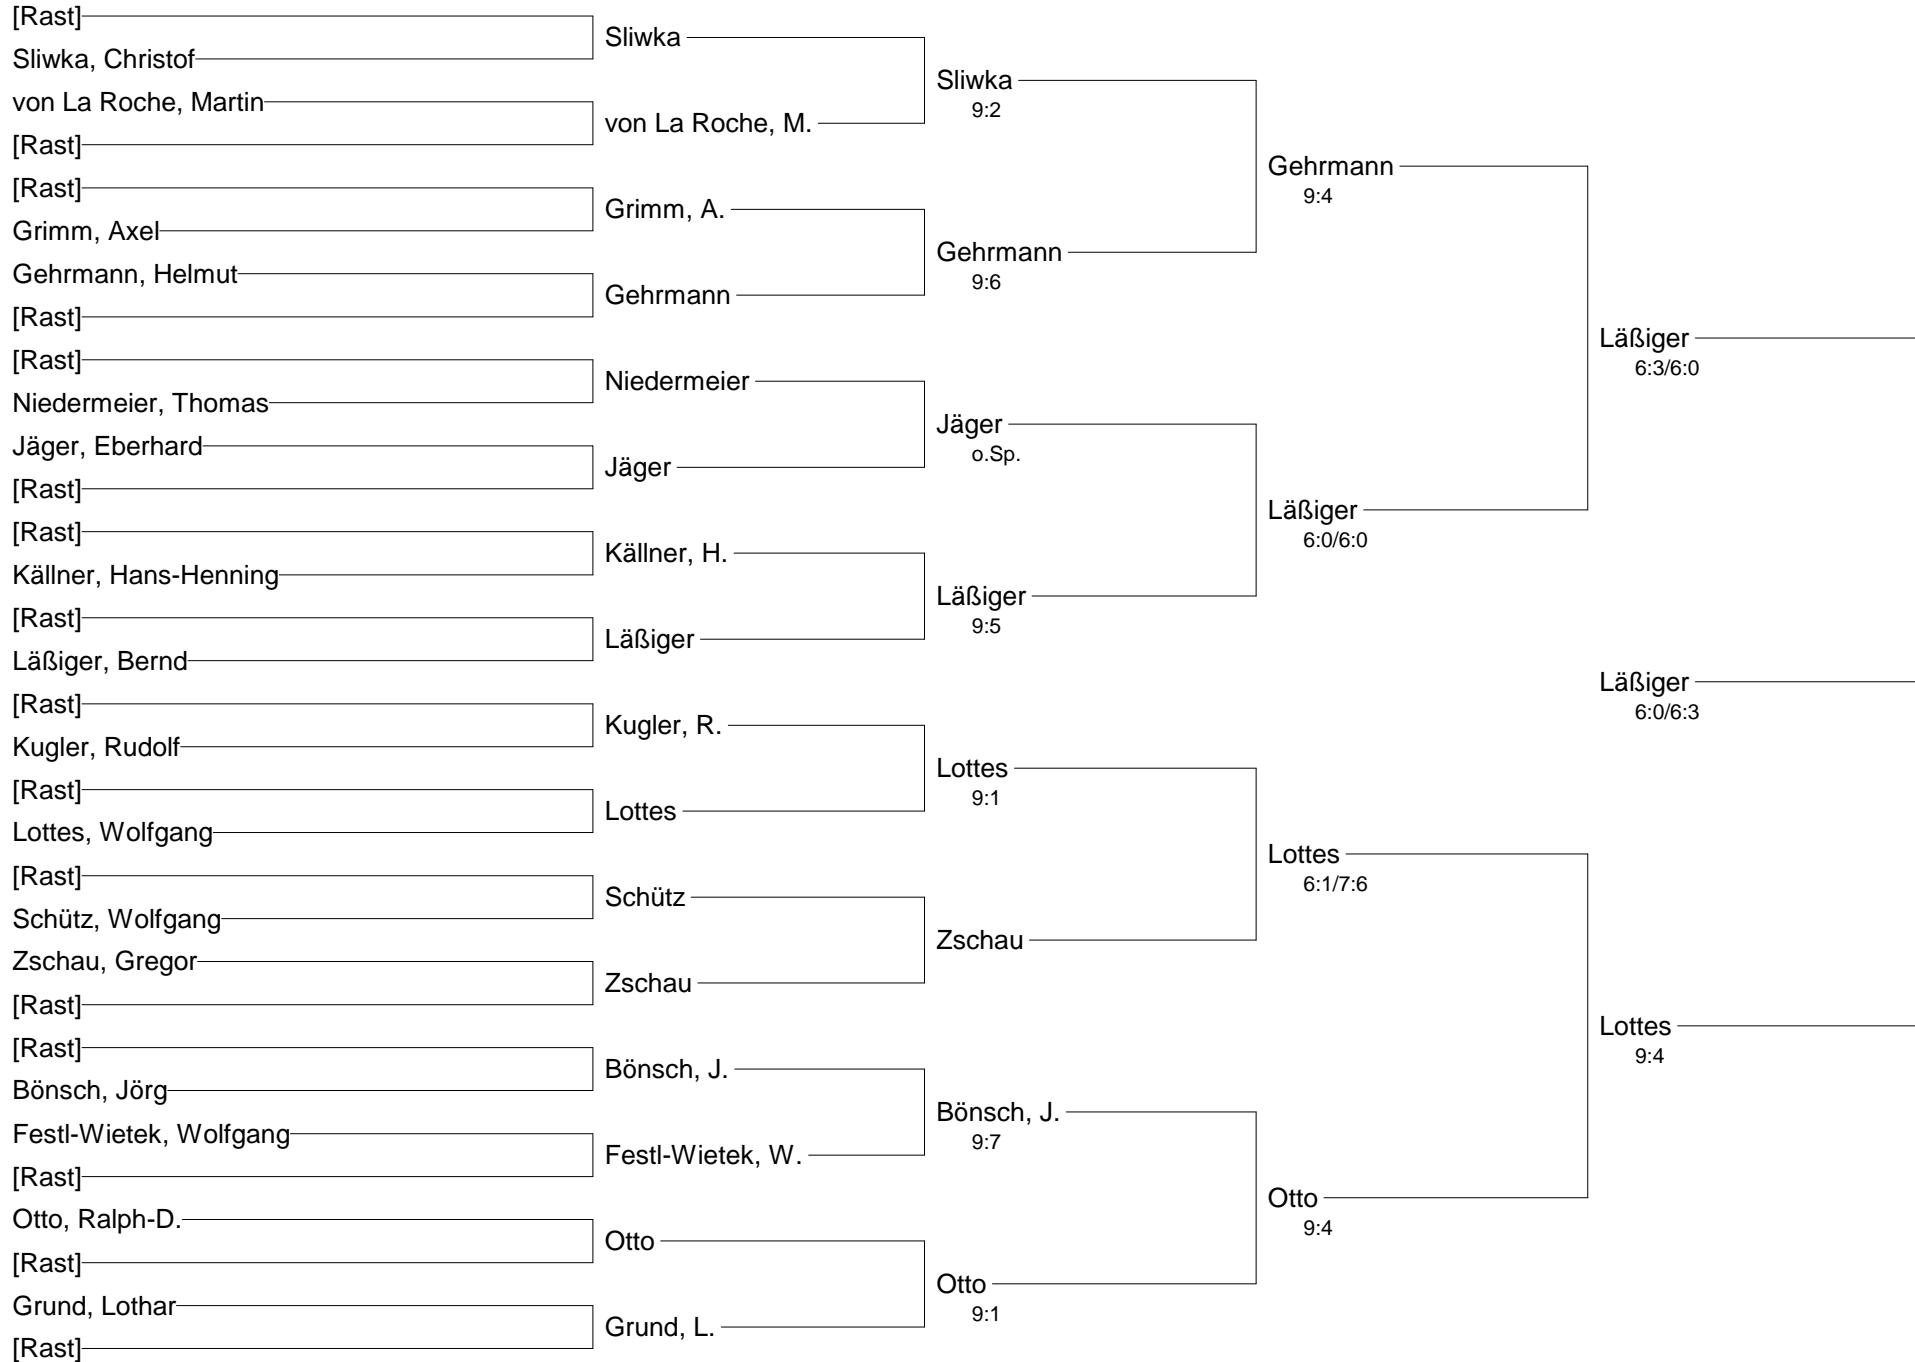 [Rast]
Sliwka, Christof
von La Roche, Martin
[Rast]
[Rast]
Grimm, Axel
Gehrmann, Helmut
[Rast]
[Rast]
Niedermeier, Thomas
Jäger, Eberhard
[Rast]
[Rast]
Källner, Hans-Henning
[Rast]
Läßiger, Bernd
[Rast]
Kugler, Rudolf
[Rast]
Lottes, Wolfgang
[Rast]
Schütz, Wolfgang
Zschau, Gregor
[Rast]
[Rast]
Bönsch, Jörg
Festl-Wietek, Wolfgang
[Rast]
Otto, Ralph-D.
[Rast]
Grund, Lothar
[Rast]
Sliwka
von La Roche, M.
Grimm, A.
Gehrmann
Niedermeier
Jäger
Källner, H.
Läßiger
Kugler, R.
Lottes
Schütz
Zschau
Bönsch, J.
Festl-Wietek, W.
Otto
Grund, L.
Sliwka
9:2
Gehrmann
9:6
Jäger
o.Sp.
Läßiger
9:5
Lottes
9:1
Zschau
Bönsch, J.
9:7
Otto
9:1
Gehrmann
9:4
Läßiger
6:0/6:0
Lottes
6:1/7:6
Otto
9:4
Läßiger
6:3/6:0
Läßiger
6:0/6:3
Lottes
9:4